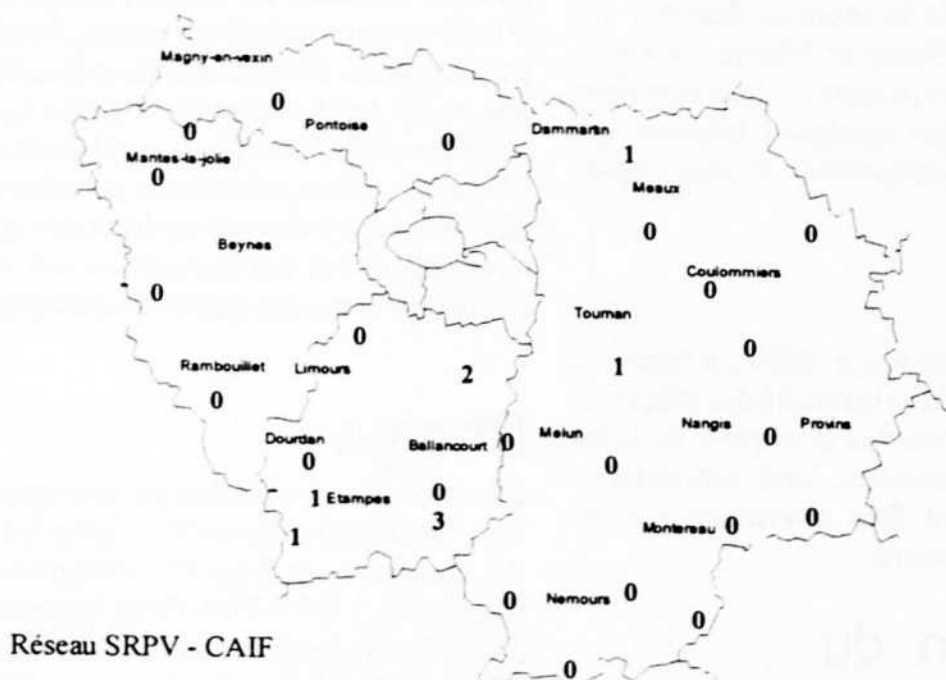 e la
Magny-en-vexin
0
Pontoise
0
0
Dammartin
1
Mantes-la-jolie
0
Meaux
0
0
Beynes
Coulommiers
0
0
Tournan
0
0
1
Rambouillet
Limours
2
0
Dourdan
Ballancourt
0
Melun
Nangis
0
Provins
0
0
1 Etampes
0
3
1
Montereau
0
0
0
Nemours
0
0
0
Réseau SRPV - CAIF
n du